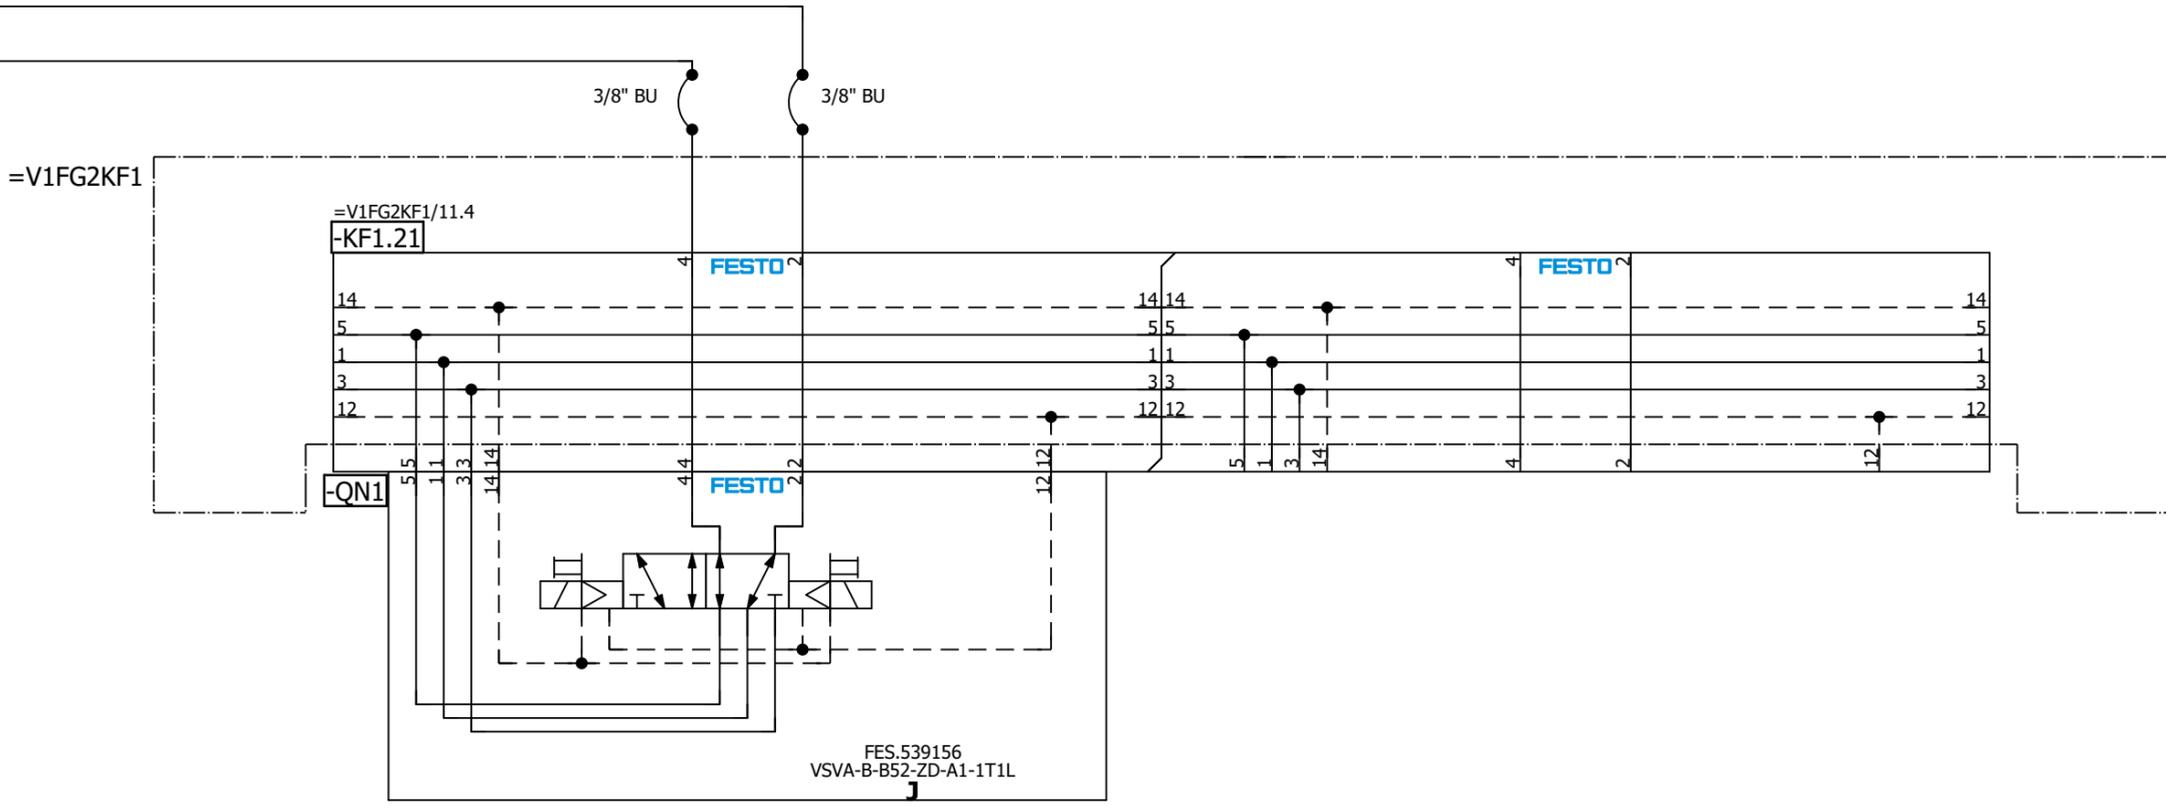 3/8" BU 3/8" BU
=V1FG2KF1
=V1FG2KF1/11.4
-KF1.21
4 FESTO 2 4 FESTO 2
14 14 14 14
5 5 5 5
1 1 1 1
3 3 3 3
12 12 12 12
5 1 3 14 4 2 12 5 1 3 14 4 2 12
-QN1
5 1 3 14 4 FESTO 2 12
FES.539156
VSVA-B-B52-ZD-A1-1T1L
J